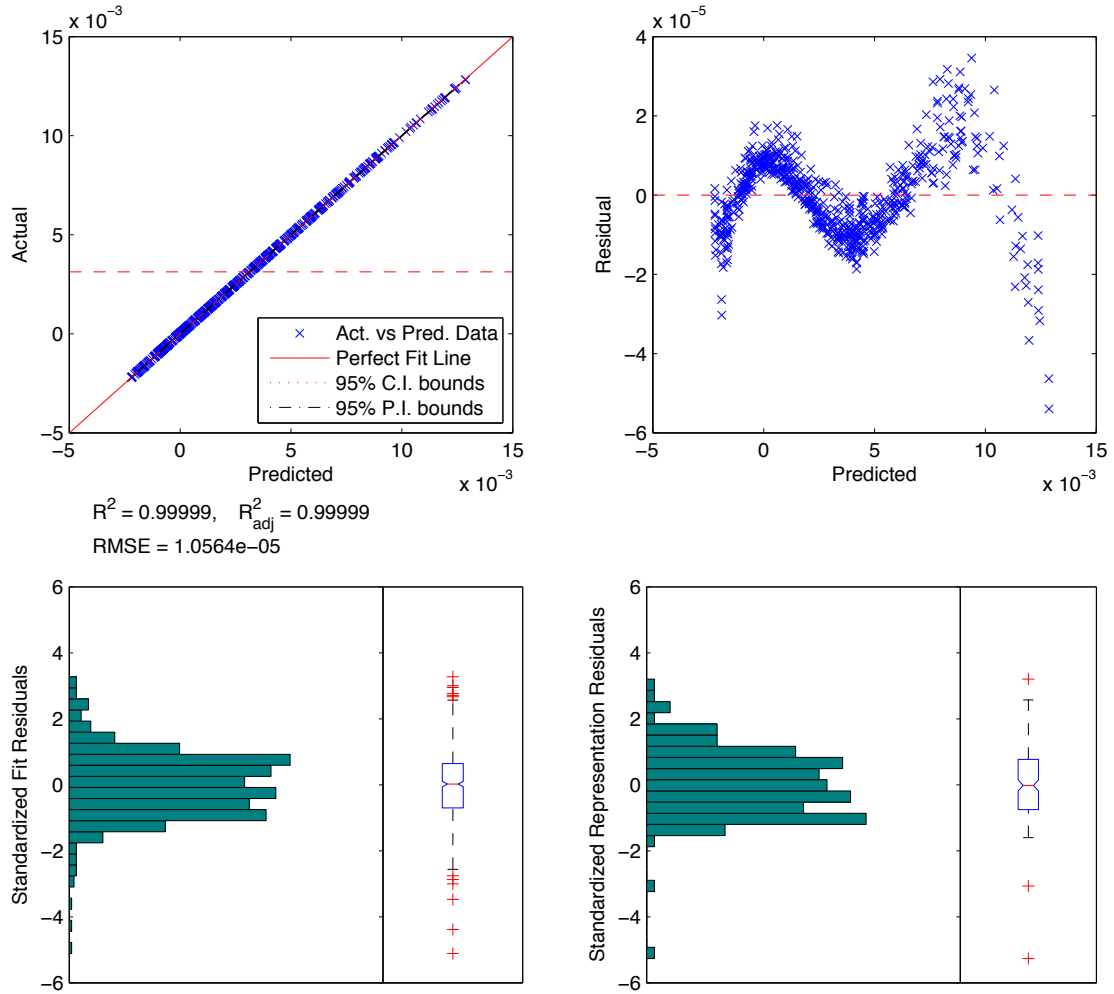 x 10⁻³
15
10
5
0
−5
Actual
−5
0
5
10
15
Predicted
x 10⁻³
Act. vs Pred. Data
Perfect Fit Line
95% C.I. bounds
95% P.I. bounds
x 10⁻⁵
4
2
0
−2
−4
−6
Residual
−5
0
5
10
15
Predicted
x 10⁻³
R² = 0.99999, R²adj = 0.99999
RMSE = 1.0564e−05
6
4
2
0
−2
−4
−6
Standardized Fit Residuals
6
4
2
0
−2
−4
−6
Standardized Representation Residuals